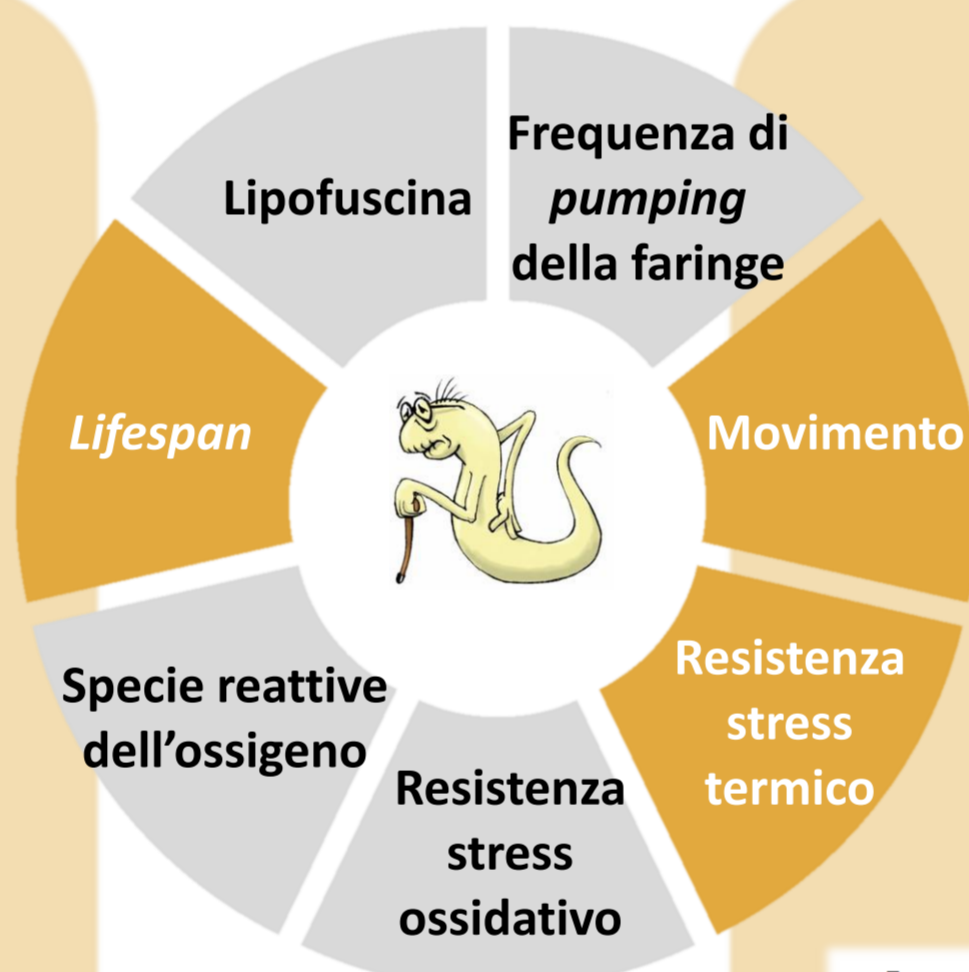 Lipofuscina
Frequenza di
pumping
della faringe
Lifespan
Movimento
Specie reattive
dell’ossigeno
Resistenza
stress
termico
Resistenza
stress
ossidativo